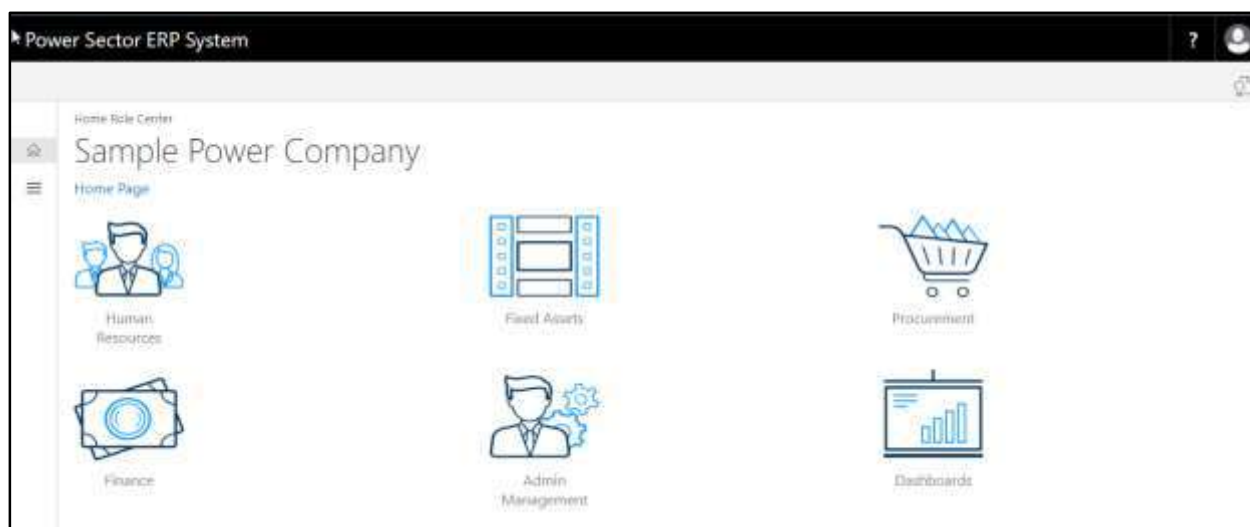 Power Sector ERP System
?
Home Role Center
Sample Power Company
Home Page
Human
Resources
Fixed Assets
Procurement
Finance
Admin
Management
Dashboards